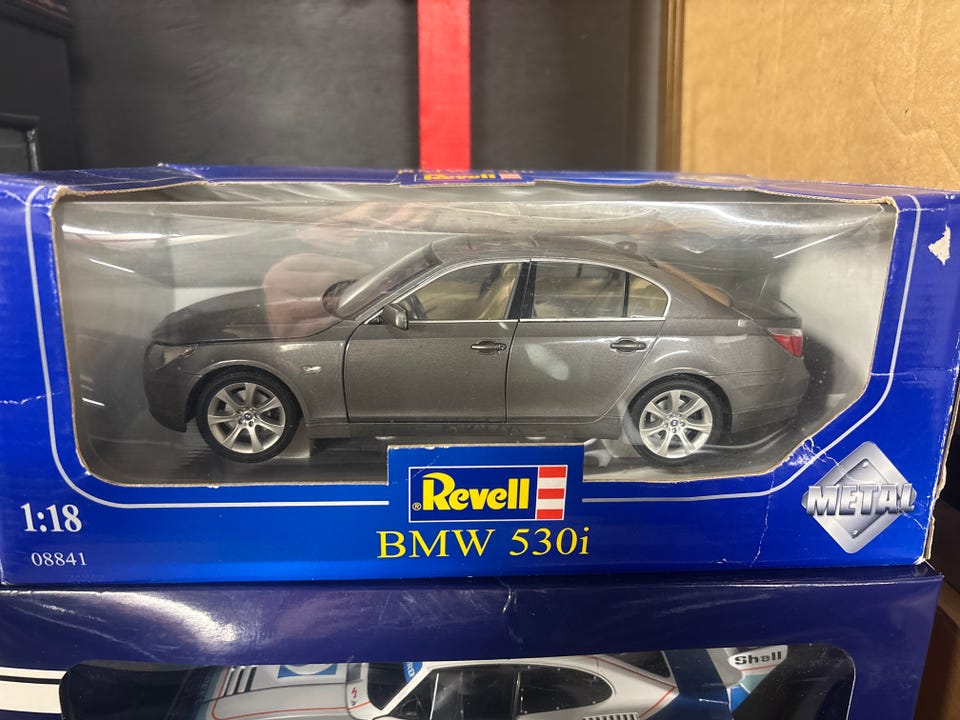 Revell
®Revell
METAL
1:18
BMW 530i
08841
Shell